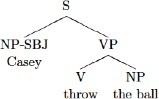 S
NP-SBJ VP
Casey
V NP
throw the ball